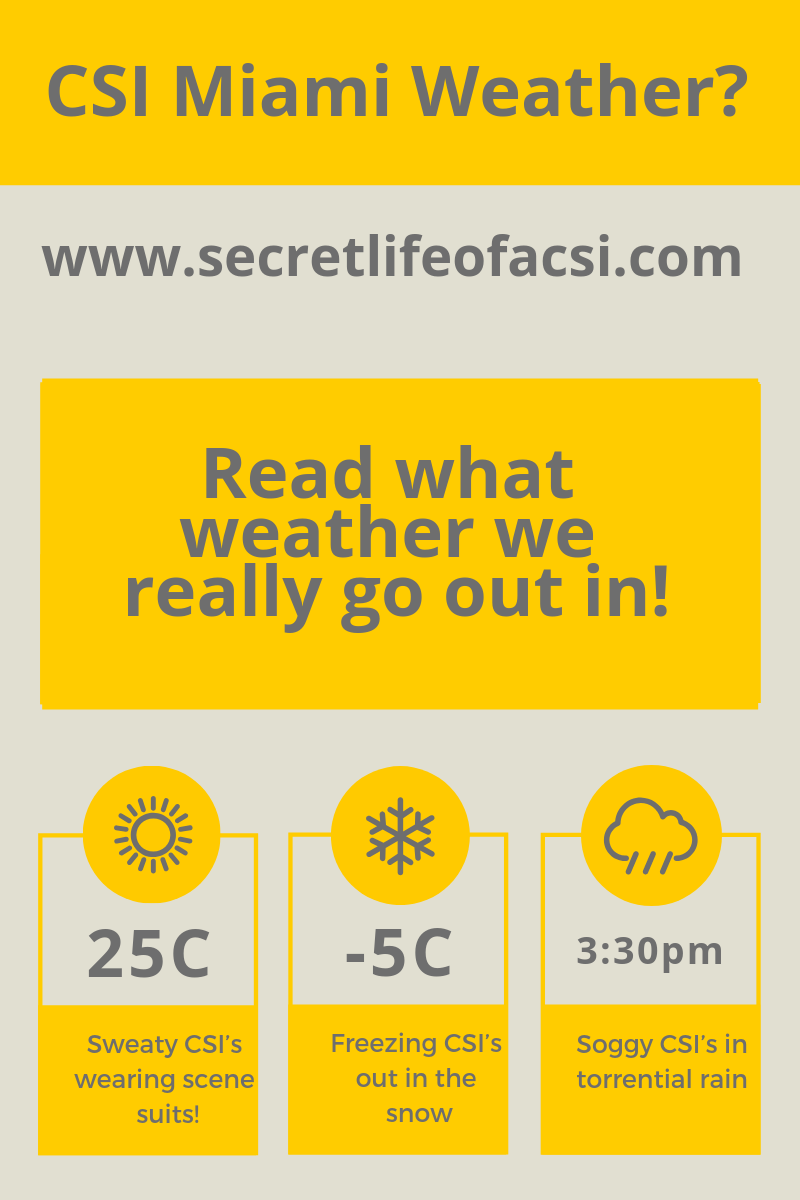 CSI Miami Weather?
www.secretlifeofacsi.com
Read what
weather we
really go out in!
25C
Sweaty CSI's
wearing scene
suits!
-5C
Freezing CSI's
out in the
snow
3:30pm
Soggy CSI's in
torrential rain